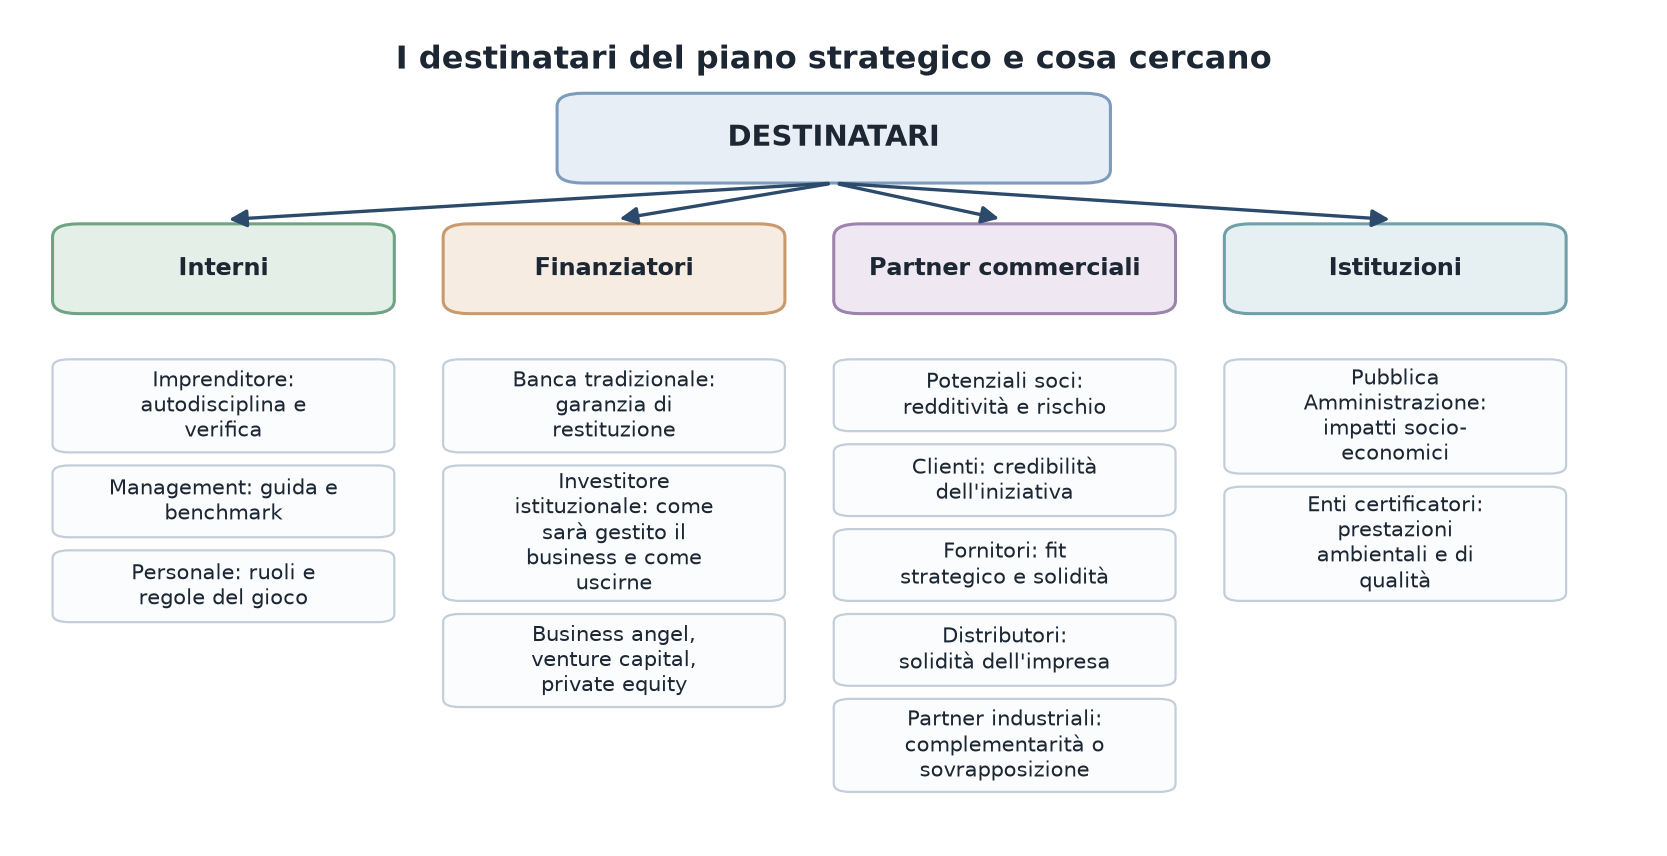 I destinatari del piano strategico e cosa cercano
DESTINATARI
Interni
Finanziatori
Partner commerciali
Istituzioni
Imprenditore:
autodisciplina e
verifica
Management: guida e
benchmark
Personale: ruoli e
regole del gioco
Banca tradizionale:
garanzia di
restituzione
Investitore
istituzionale: come
sarà gestito il
business e come
uscirne
Business angel,
venture capital,
private equity
Potenziali soci:
redditività e rischio
Clienti: credibilità
dell'iniziativa
Fornitori: fit
strategico e solidità
Distributori:
solidità dell'impresa
Partner industriali:
complementarità o
sovrapposizione
Pubblica
Amministrazione:
impatti socio-
economici
Enti certificatori:
prestazioni
ambientali e di
qualità